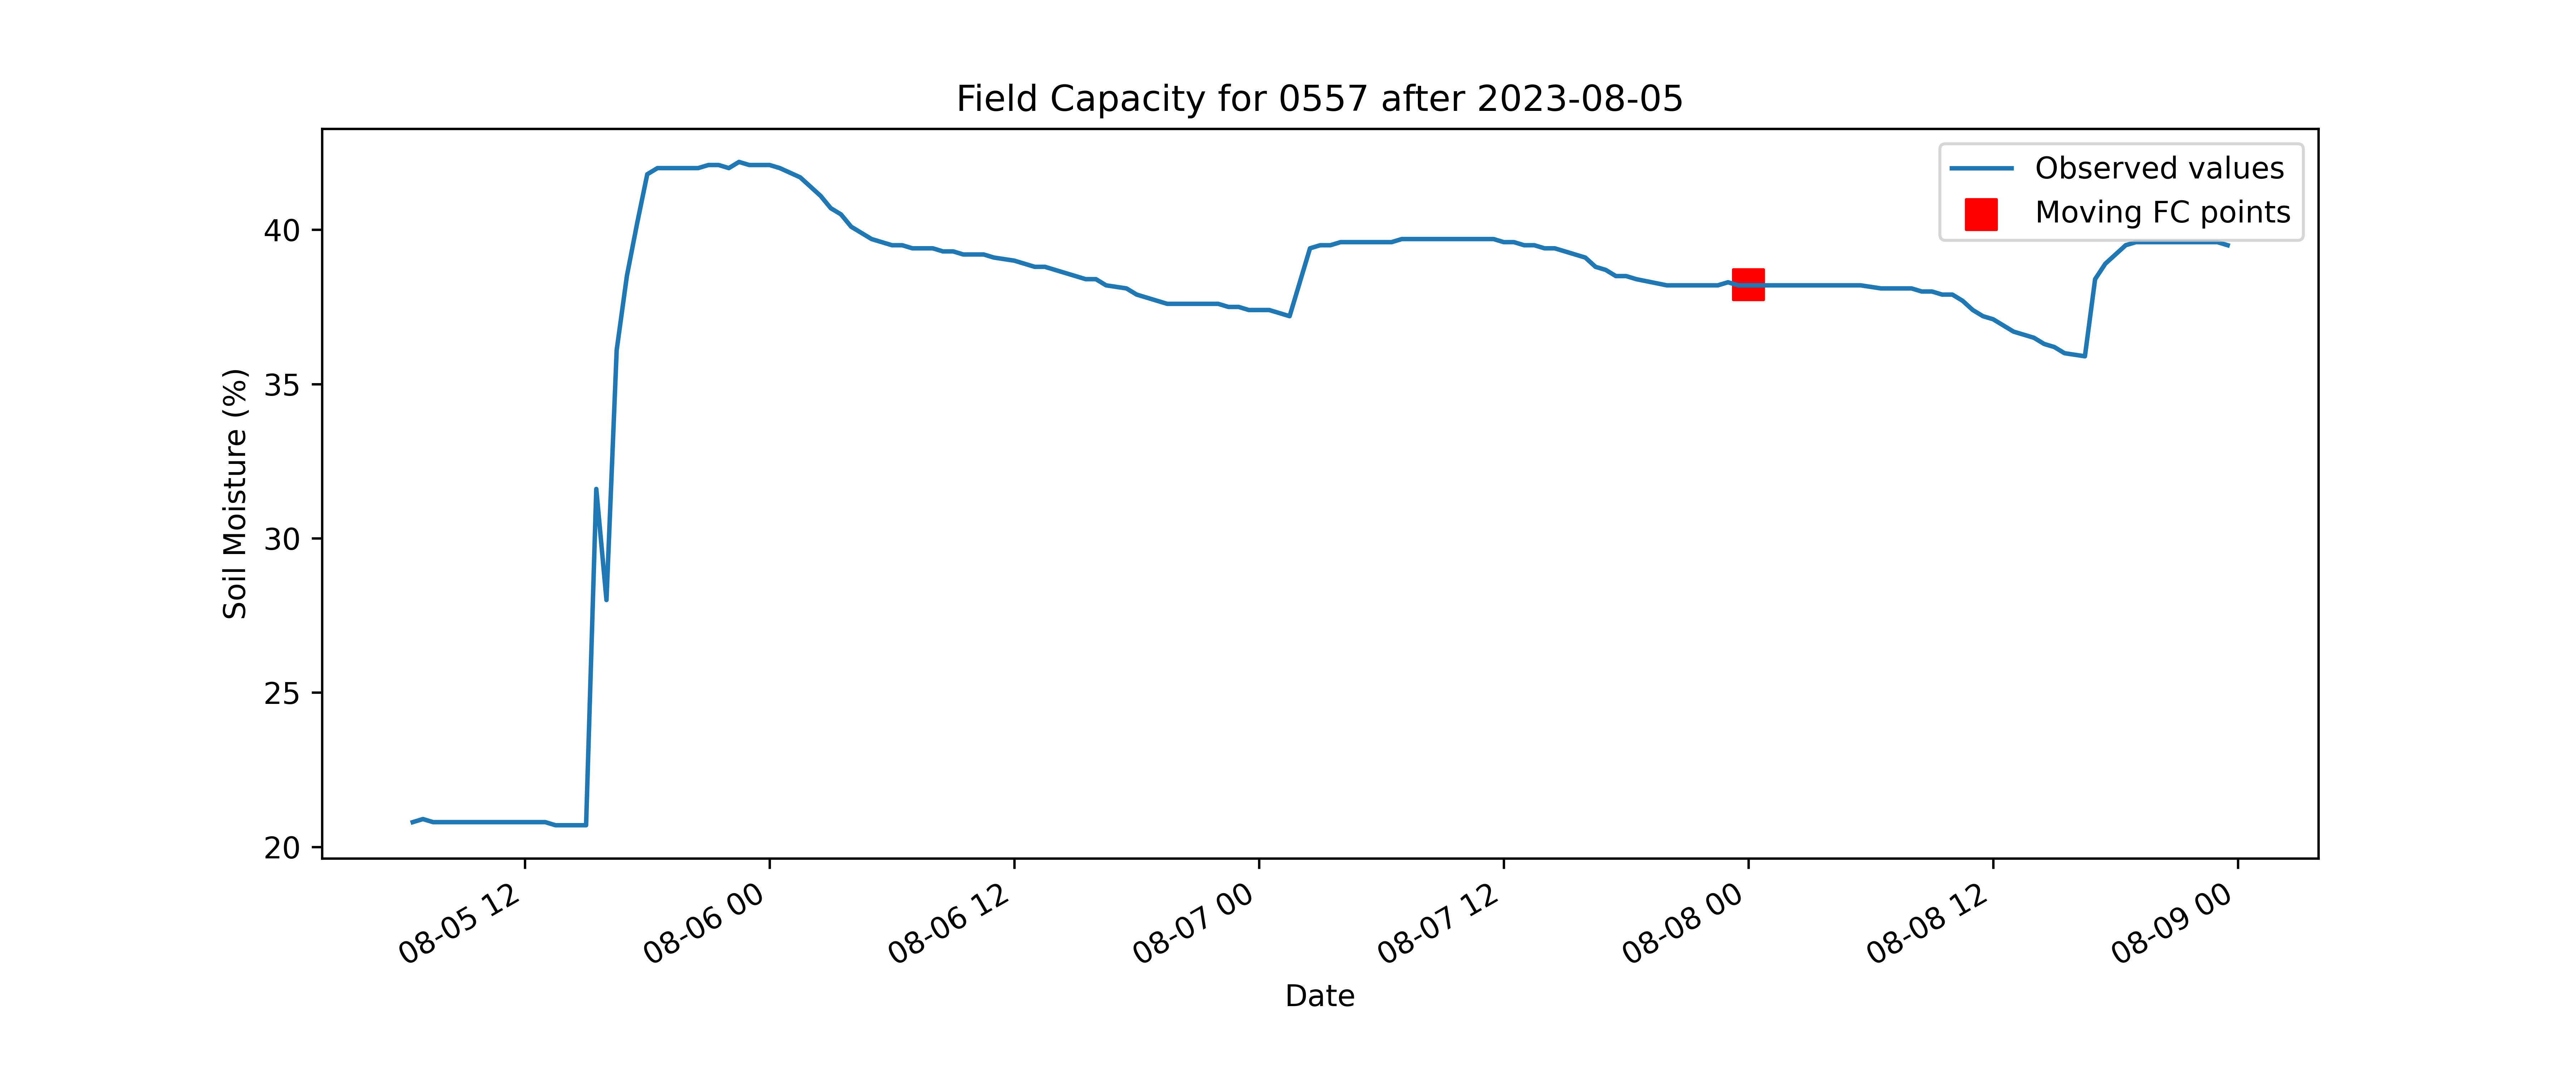 Field Capacity for 0557 after 2023-08-05
Observed values
Moving FC points
Soil Moisture (%)
40
35
30
25
20
08-05 12
08-06 00
08-06 12
08-07 00
08-07 12
08-08 00
08-08 12
08-09 00
Date